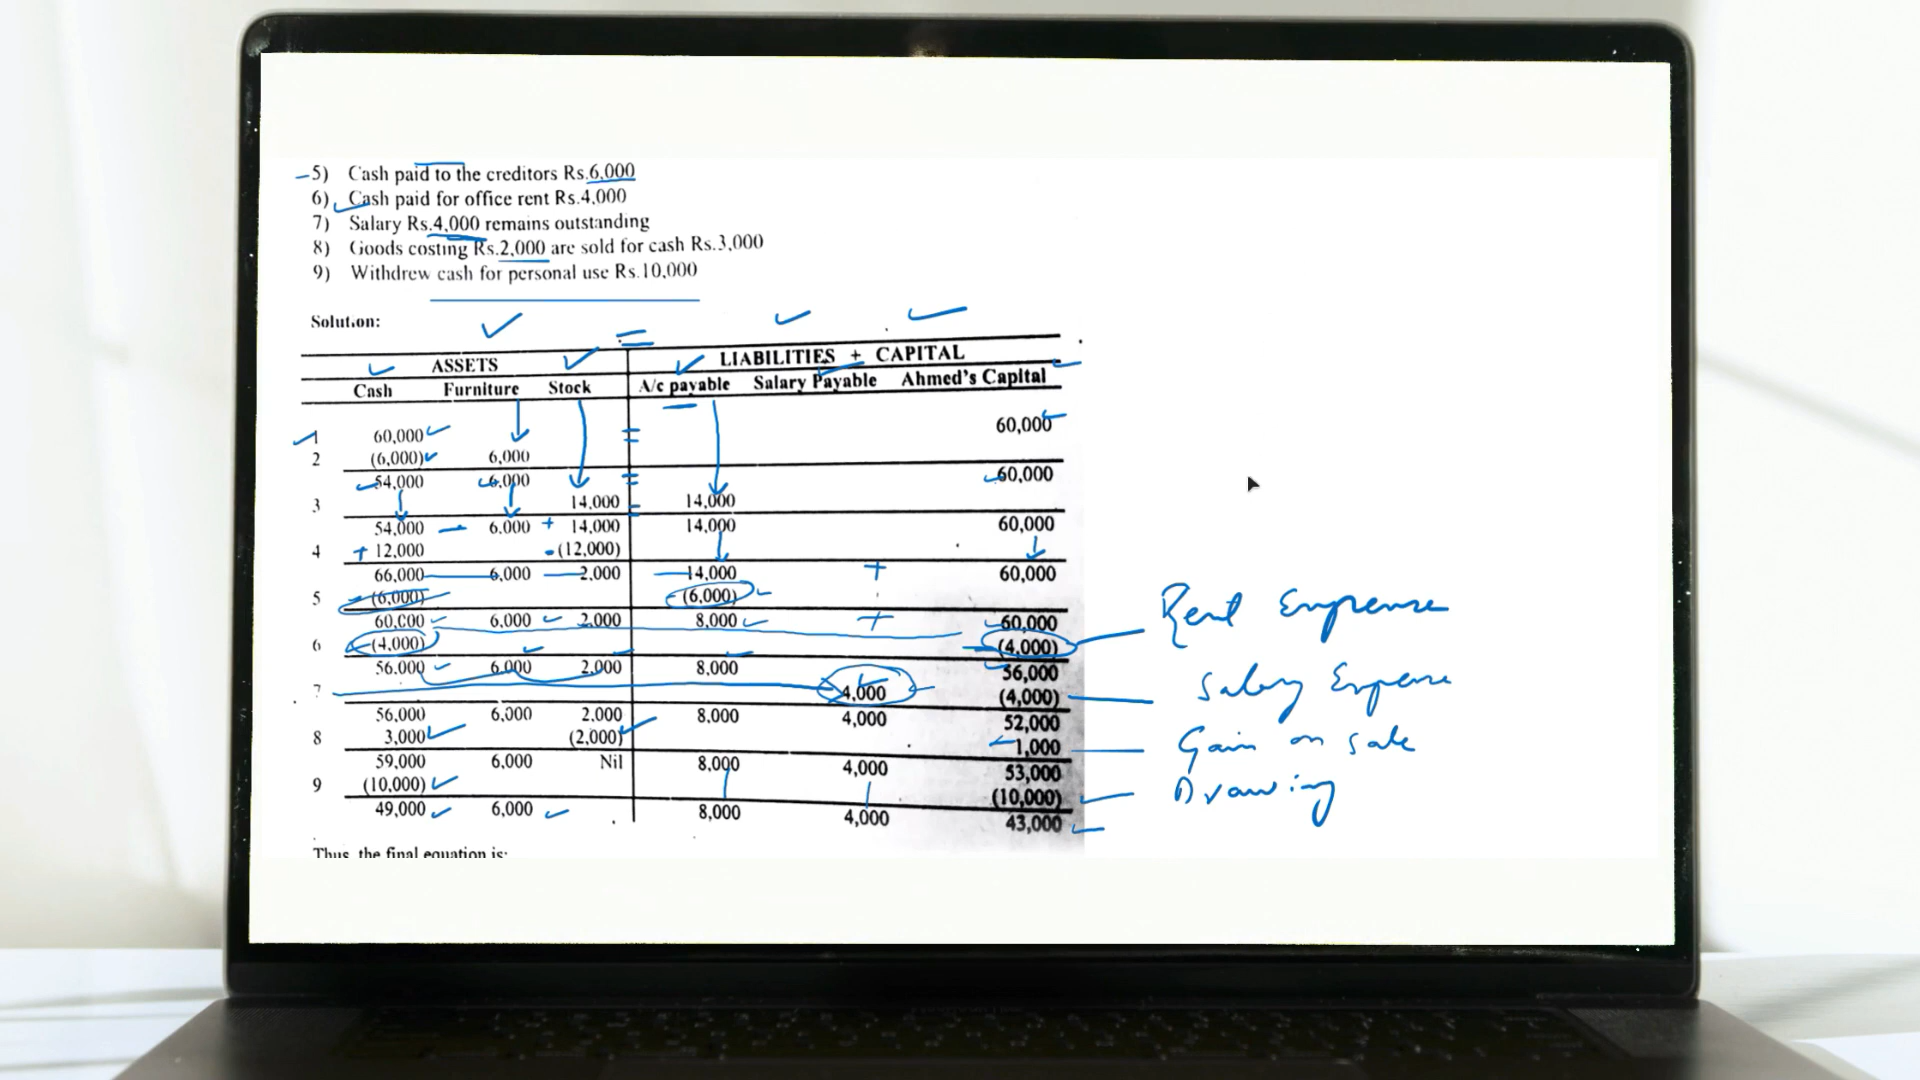 5) Cash paid to the creditors Rs.6,000
6) Cash paid for office rent Rs.4,000
7) Salary Rs.4,000 remains outstanding
8) Goods costing Rs.2,000 are sold for cash Rs.3,000
9) Withdrew cash for personal use Rs.10,000
Solution:
ASSETS LIABILITIES + CAPITAL
Cash Furniture Stock A/c payable Salary Payable Ahmed's Capital
1 60,000 = 60,000
2 (6,000) 6,000
54,000 6,000 = 60,000
3 14,000 = 14,000
54,000 6,000 + 14,000 14,000 60,000
4 + 12,000 (12,000)
66,000 6,000 2,000 14,000 + 60,000
5 (6,000) (6,000)
60,000 6,000 2,000 8,000 + 60,000
6 (4,000) (4,000) Rent Expense
56,000 6,000 2,000 8,000 56,000
7 4,000 (4,000) Salary Expense
56,000 6,000 2,000 8,000 4,000 52,000
8 3,000 (2,000) 1,000 Gain on sale
59,000 6,000 Nil 8,000 4,000 53,000
9 (10,000) (10,000) Drawing
49,000 6,000 8,000 4,000 43,000
Thus, the final equation is: